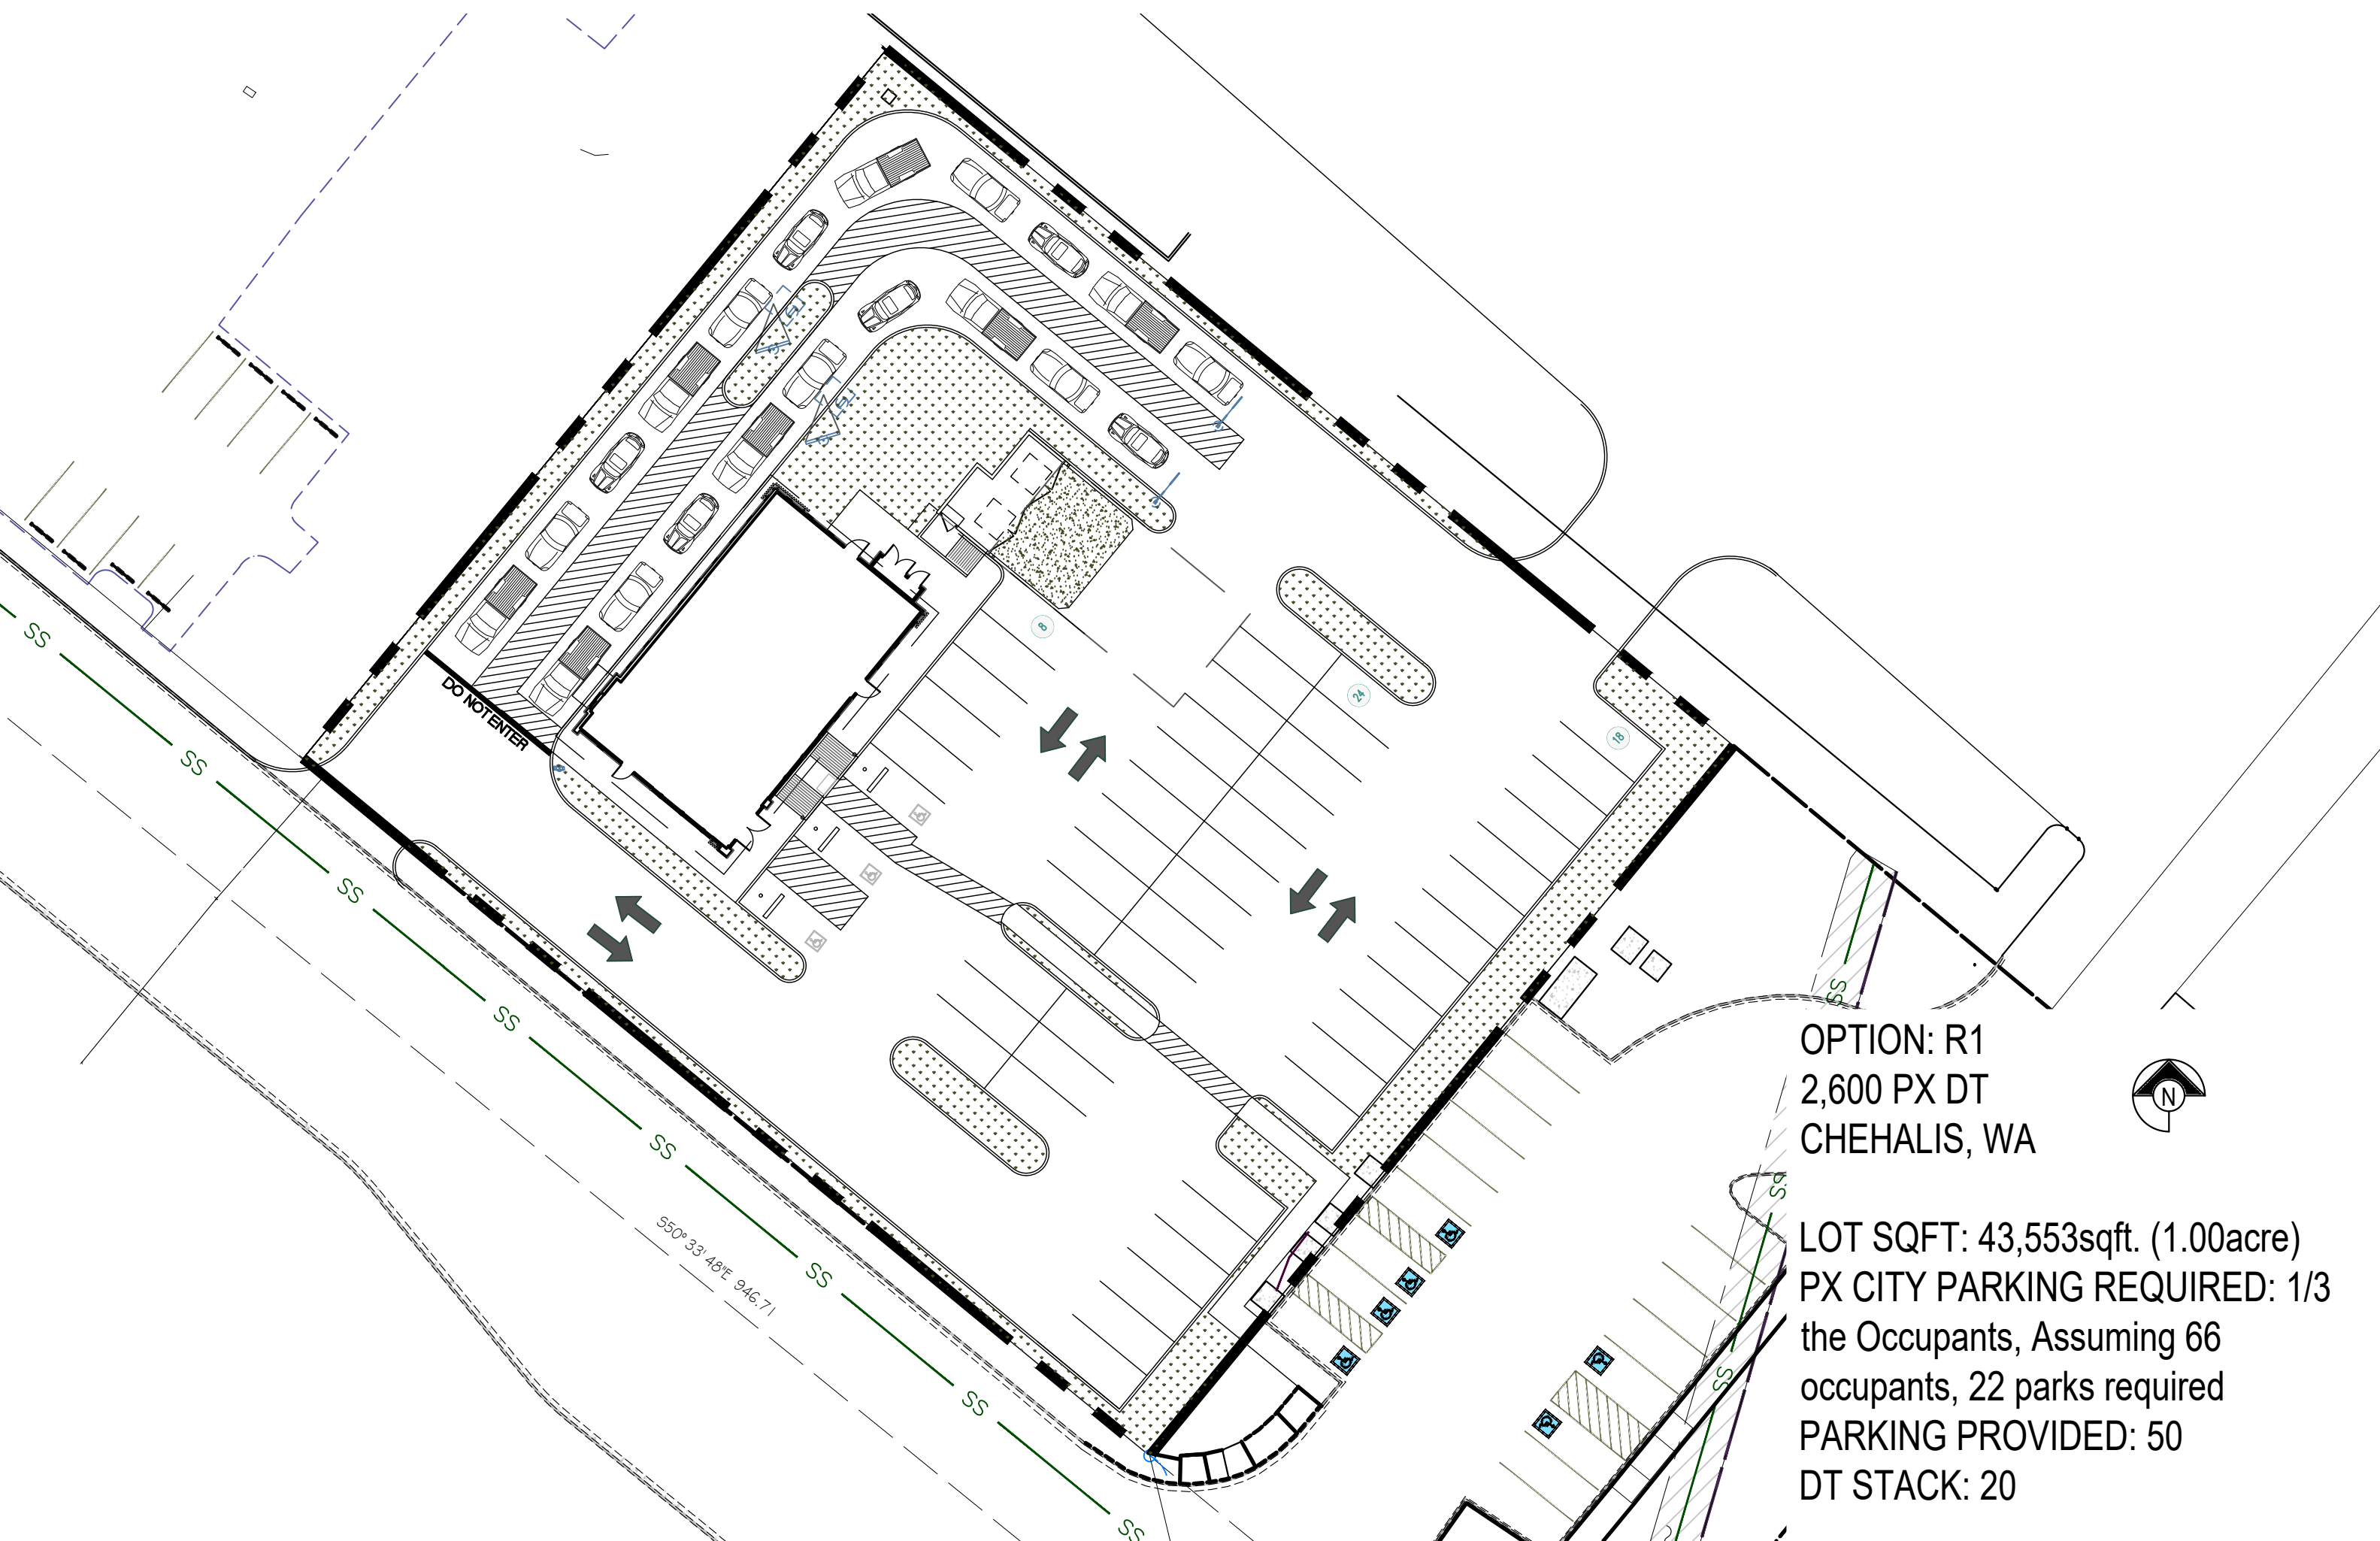 8
24
18
DO NOT ENTER
SS
SS
SS
SS
SS
SS
SS
SS
SS
SS
SS
SS
S50°33'48"E 946.71
OPTION: R1
2,600 PX DT
CHEHALIS, WA
N
LOT SQFT: 43,553sqft. (1.00acre)
PX CITY PARKING REQUIRED: 1/3
the Occupants, Assuming 66
occupants, 22 parks required
PARKING PROVIDED: 50
DT STACK: 20